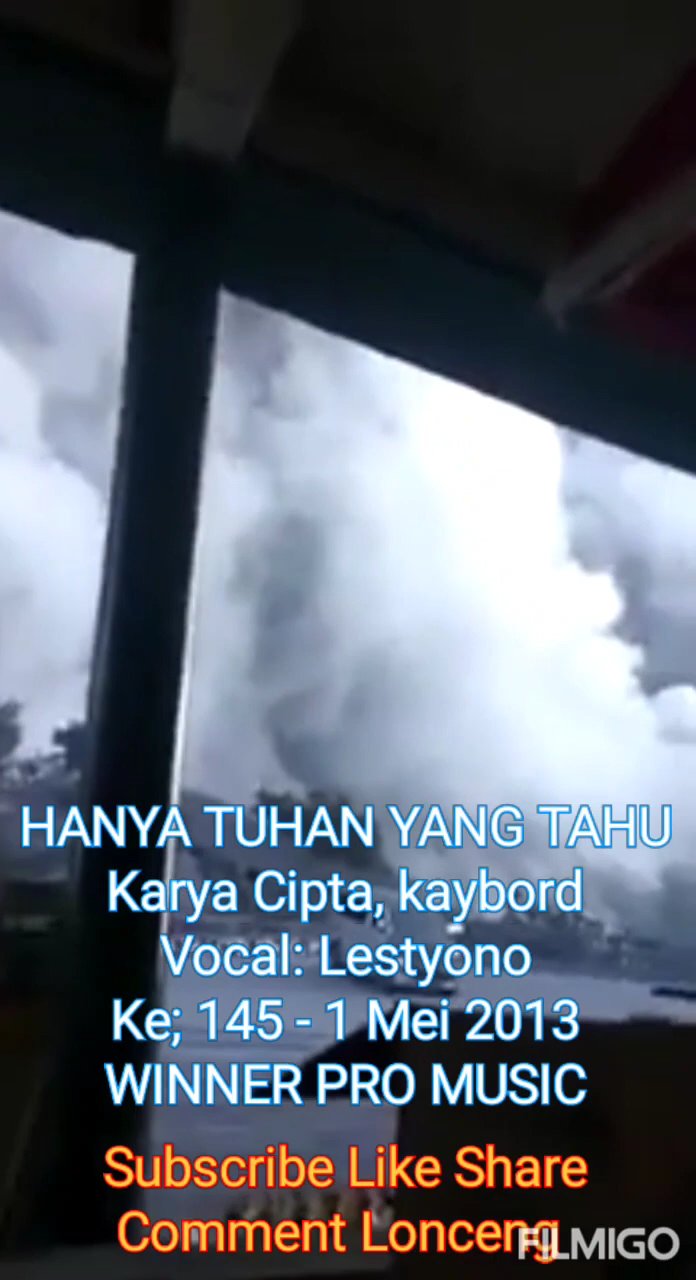 HANYA TUHAN YANG TAHU
Karya Cipta, kaybord
Vocal: Lestyono
Ke; 145 - 1 Mei 2013
WINNER PRO MUSIC
Subscribe Like Share
Comment Lonceng
FILMIGO